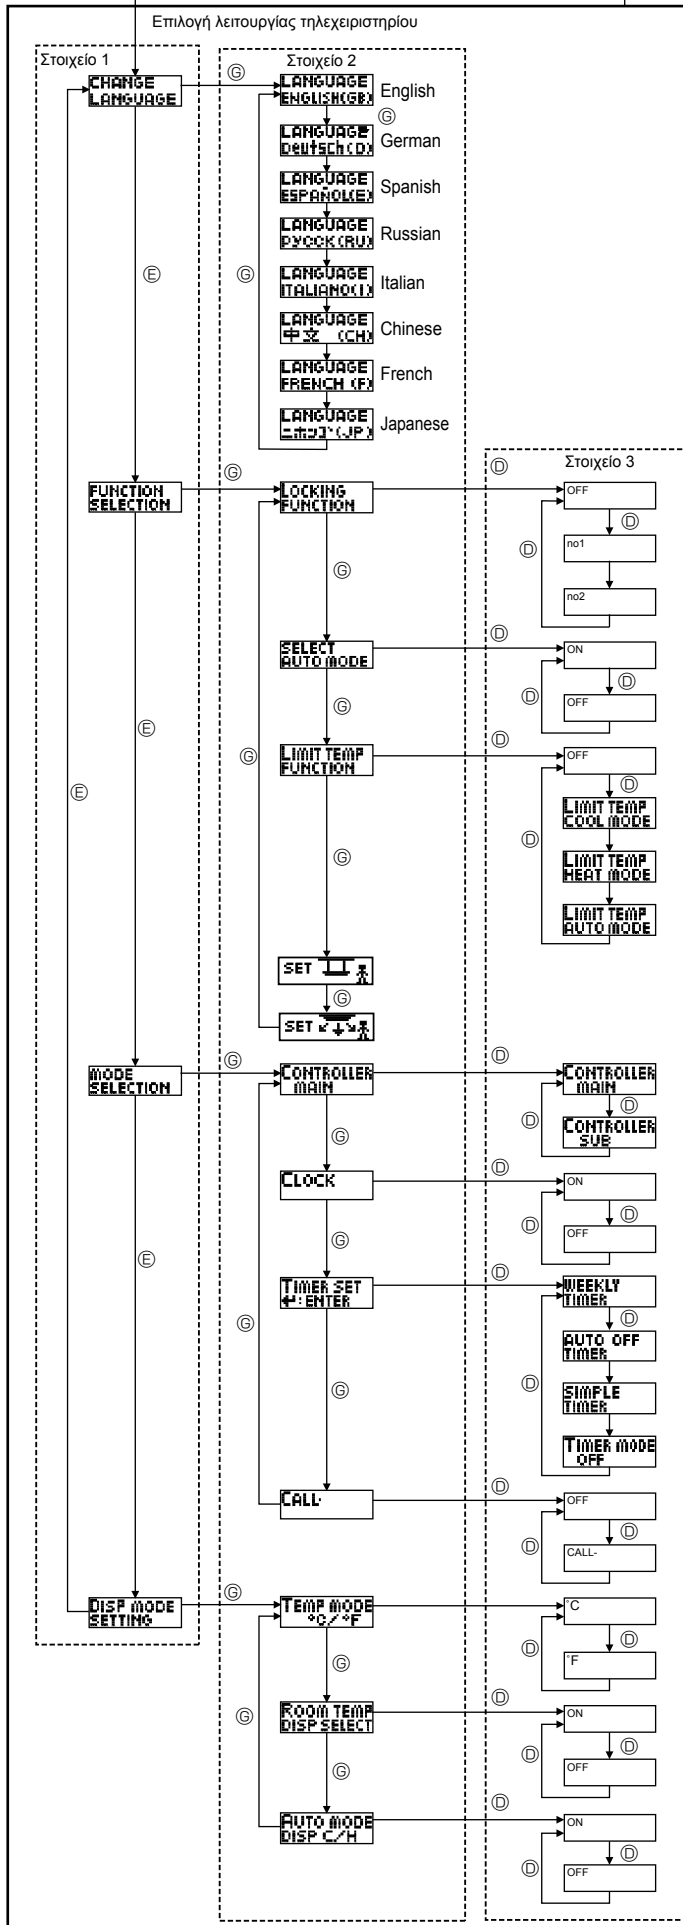 Επιλογή λειτουργίας τηλεχειριστηρίου
Στοιχείο 1
Στοιχείο 2
CHANGE
LANGUAGE
Ⓖ
LANGUAGE
ENGLISH(GB)
English
Ⓖ
LANGUAGE
Deutsch(D)
German
LANGUAGE
ESPAÑOL(E)
Spanish
LANGUAGE
РУССК(RU)
Russian
Ⓔ
Ⓖ
LANGUAGE
ITALIANO(I)
Italian
LANGUAGE
中文 (CH)
Chinese
LANGUAGE
FRENCH (F)
French
LANGUAGE
ニホンゴ(JP)
Japanese
Στοιχείο 3
FUNCTION
SELECTION
Ⓖ
LOCKING
FUNCTION
Ⓓ
OFF
Ⓓ
Ⓓ
no1
no2
Ⓖ
SELECT
AUTO MODE
Ⓓ
ON
Ⓓ
Ⓓ
OFF
Ⓖ
Ⓔ
Ⓖ
LIMIT TEMP
FUNCTION
Ⓓ
OFF
Ⓓ
Ⓔ
LIMIT TEMP
COOL MODE
Ⓓ
LIMIT TEMP
HEAT MODE
Ⓖ
LIMIT TEMP
AUTO MODE
SET
Ⓖ
SET
MODE
SELECTION
Ⓖ
CONTROLLER
MAIN
Ⓓ
CONTROLLER
MAIN
Ⓓ
Ⓓ
CONTROLLER
SUB
Ⓖ
CLOCK
Ⓓ
ON
Ⓓ
Ⓓ
OFF
Ⓖ
Ⓔ
TIMER SET
↵:ENTER
Ⓓ
WEEKLY
TIMER
Ⓓ
Ⓖ
AUTO OFF
TIMER
Ⓓ
SIMPLE
TIMER
Ⓖ
TIMER MODE
OFF
CALL-
Ⓓ
OFF
Ⓓ
Ⓓ
CALL-
DISP MODE
SETTING
Ⓖ
TEMP MODE
°C/°F
°C
Ⓓ
Ⓓ
°F
Ⓖ
Ⓖ
ROOM TEMP
DISP SELECT
Ⓓ
ON
Ⓓ
Ⓓ
OFF
Ⓖ
AUTO MODE
DISP C/H
Ⓓ
ON
Ⓓ
Ⓓ
OFF